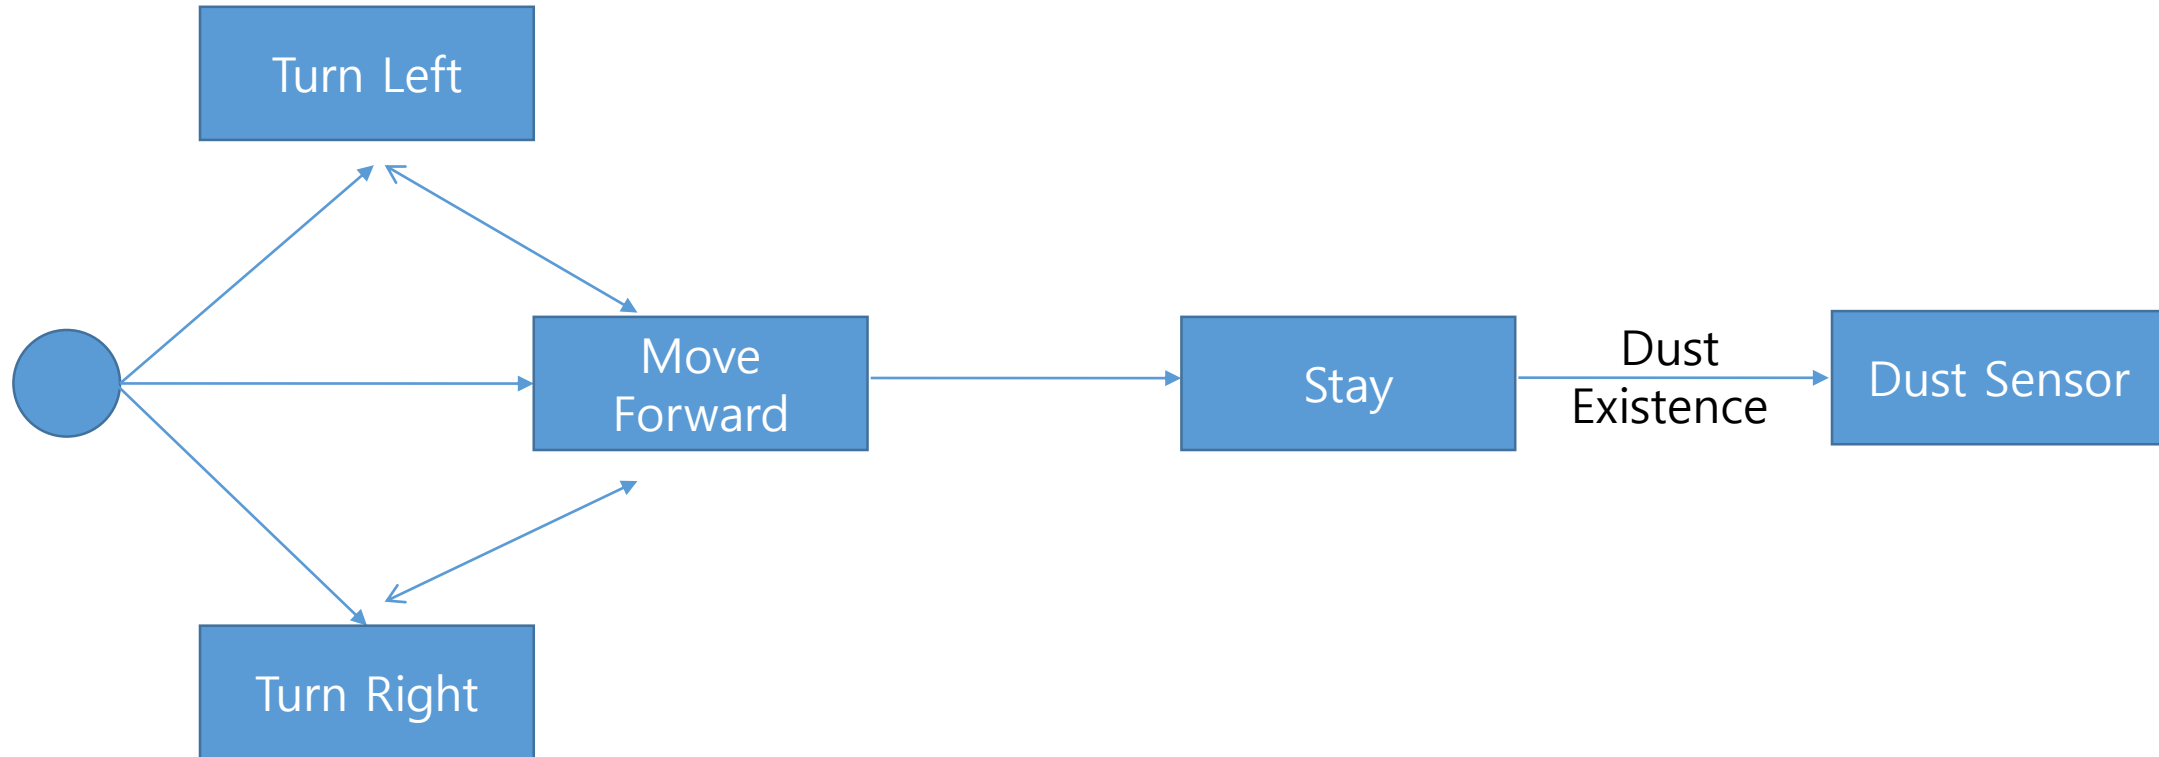 Turn Left
Move
Forward
Stay
Dust
Existence
Dust Sensor
Turn Right